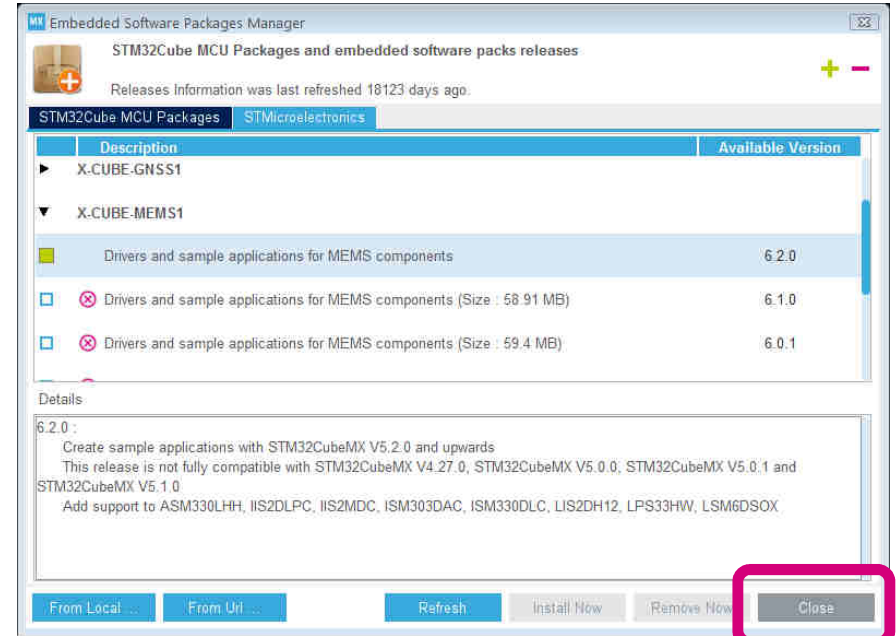 MX Embedded Software Packages Manager
STM32Cube MCU Packages and embedded software packs releases
Releases Information was last refreshed 18123 days ago.
STM32Cube MCU Packages STMicroelectronics
Description Available Version
X-CUBE-GNSS1
X-CUBE-MEMS1
Drivers and sample applications for MEMS components 6.2.0
Drivers and sample applications for MEMS components (Size : 58.91 MB) 6.1.0
Drivers and sample applications for MEMS components (Size : 59.4 MB) 6.0.1
Details
6.2.0 :
Create sample applications with STM32CubeMX V5.2.0 and upwards
This release is not fully compatible with STM32CubeMX V4.27.0, STM32CubeMX V5.0.0, STM32CubeMX V5.0.1 and
STM32CubeMX V5.1.0
Add support to ASM330LHH, IIS2DLPC, IIS2MDC, ISM303DAC, ISM330DLC, LIS2DH12, LPS33HW, LSM6DSOX
From Local ... From Url ... Refresh Install Now Remove Now Close